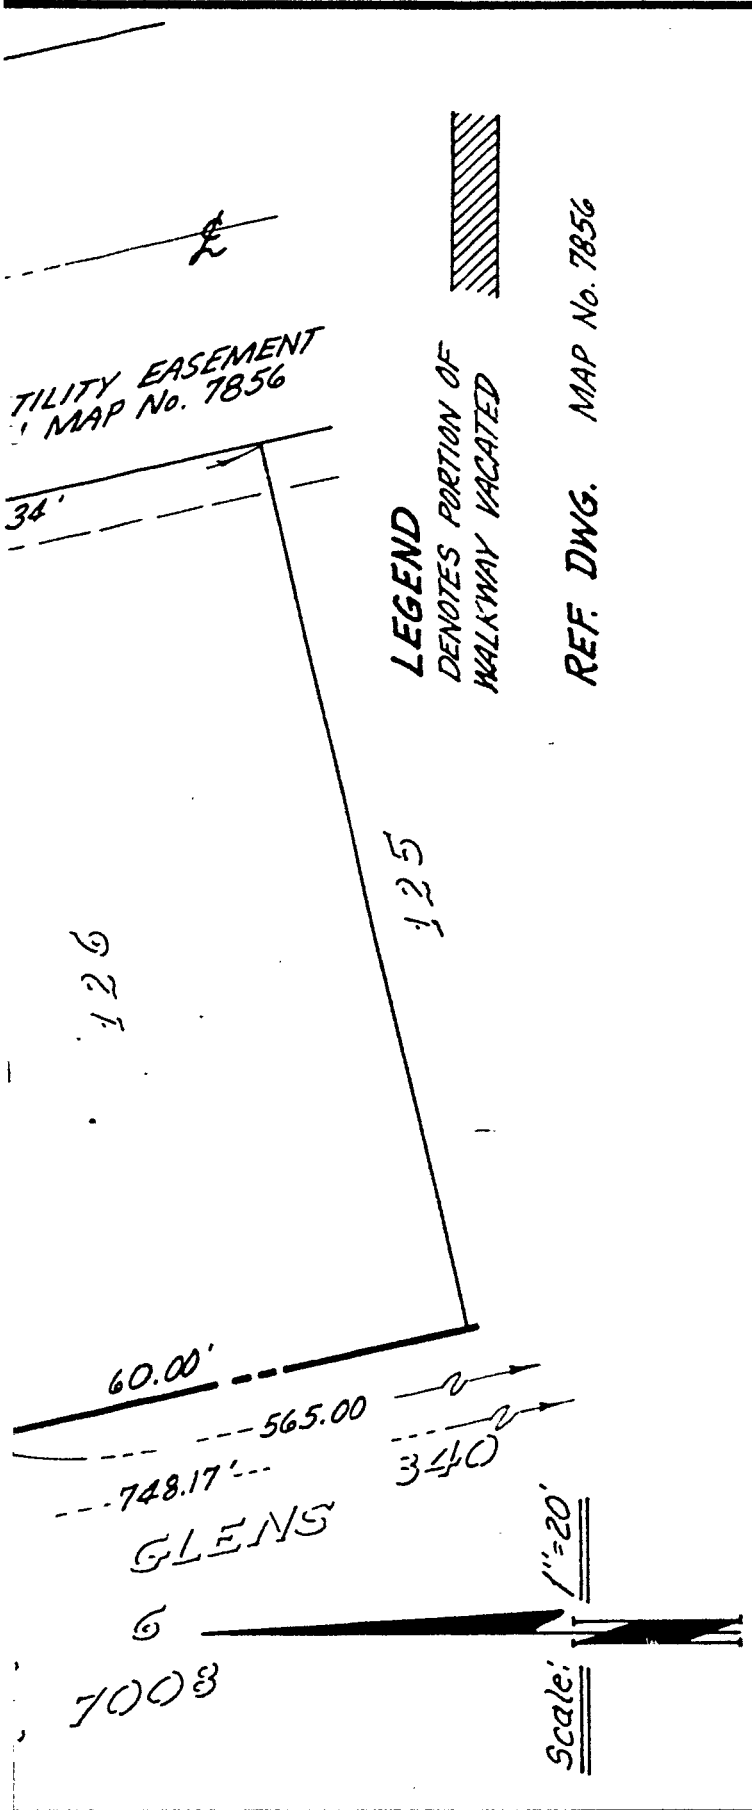 ℄
TILITY EASEMENT
' MAP No. 7856
34'
LEGEND
DENOTES PORTION OF
WALKWAY VACATED
REF. DWG. MAP No. 7856
126
125
60.00'
565.00
748.17'
340
GLENS
6
7008
Scale: 1"=20'